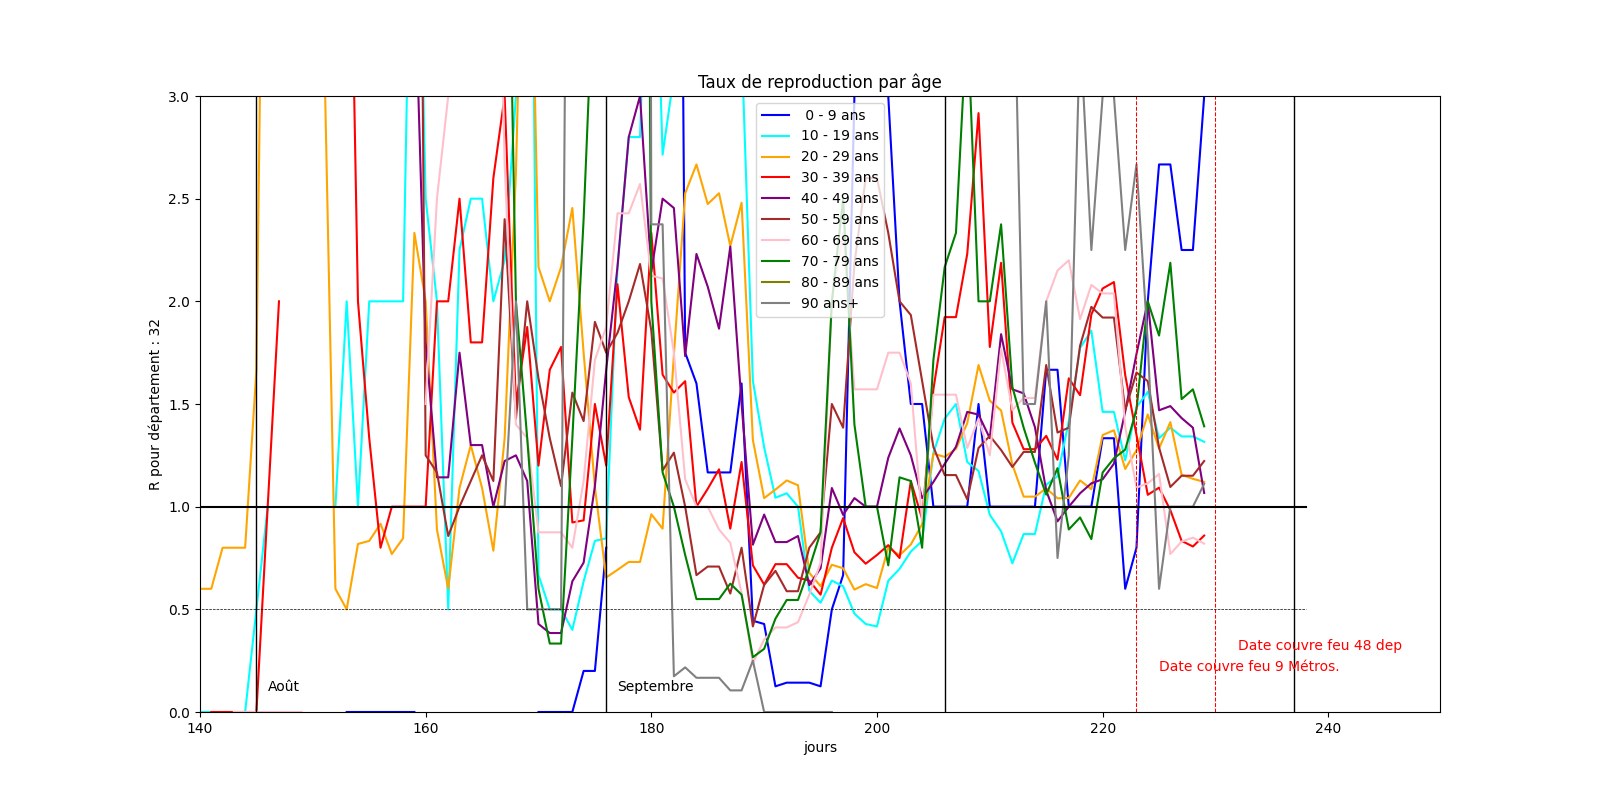 Taux de reproduction par âge
3.0
2.5
2.0
1.5
1.0
0.5
0.0
R pour département : 32
0 - 9 ans
10 - 19 ans
20 - 29 ans
30 - 39 ans
40 - 49 ans
50 - 59 ans
60 - 69 ans
70 - 79 ans
80 - 89 ans
90 ans+
Date couvre feu 48 dep
Date couvre feu 9 Métros.
Août
Septembre
140
160
180
200
220
240
jours